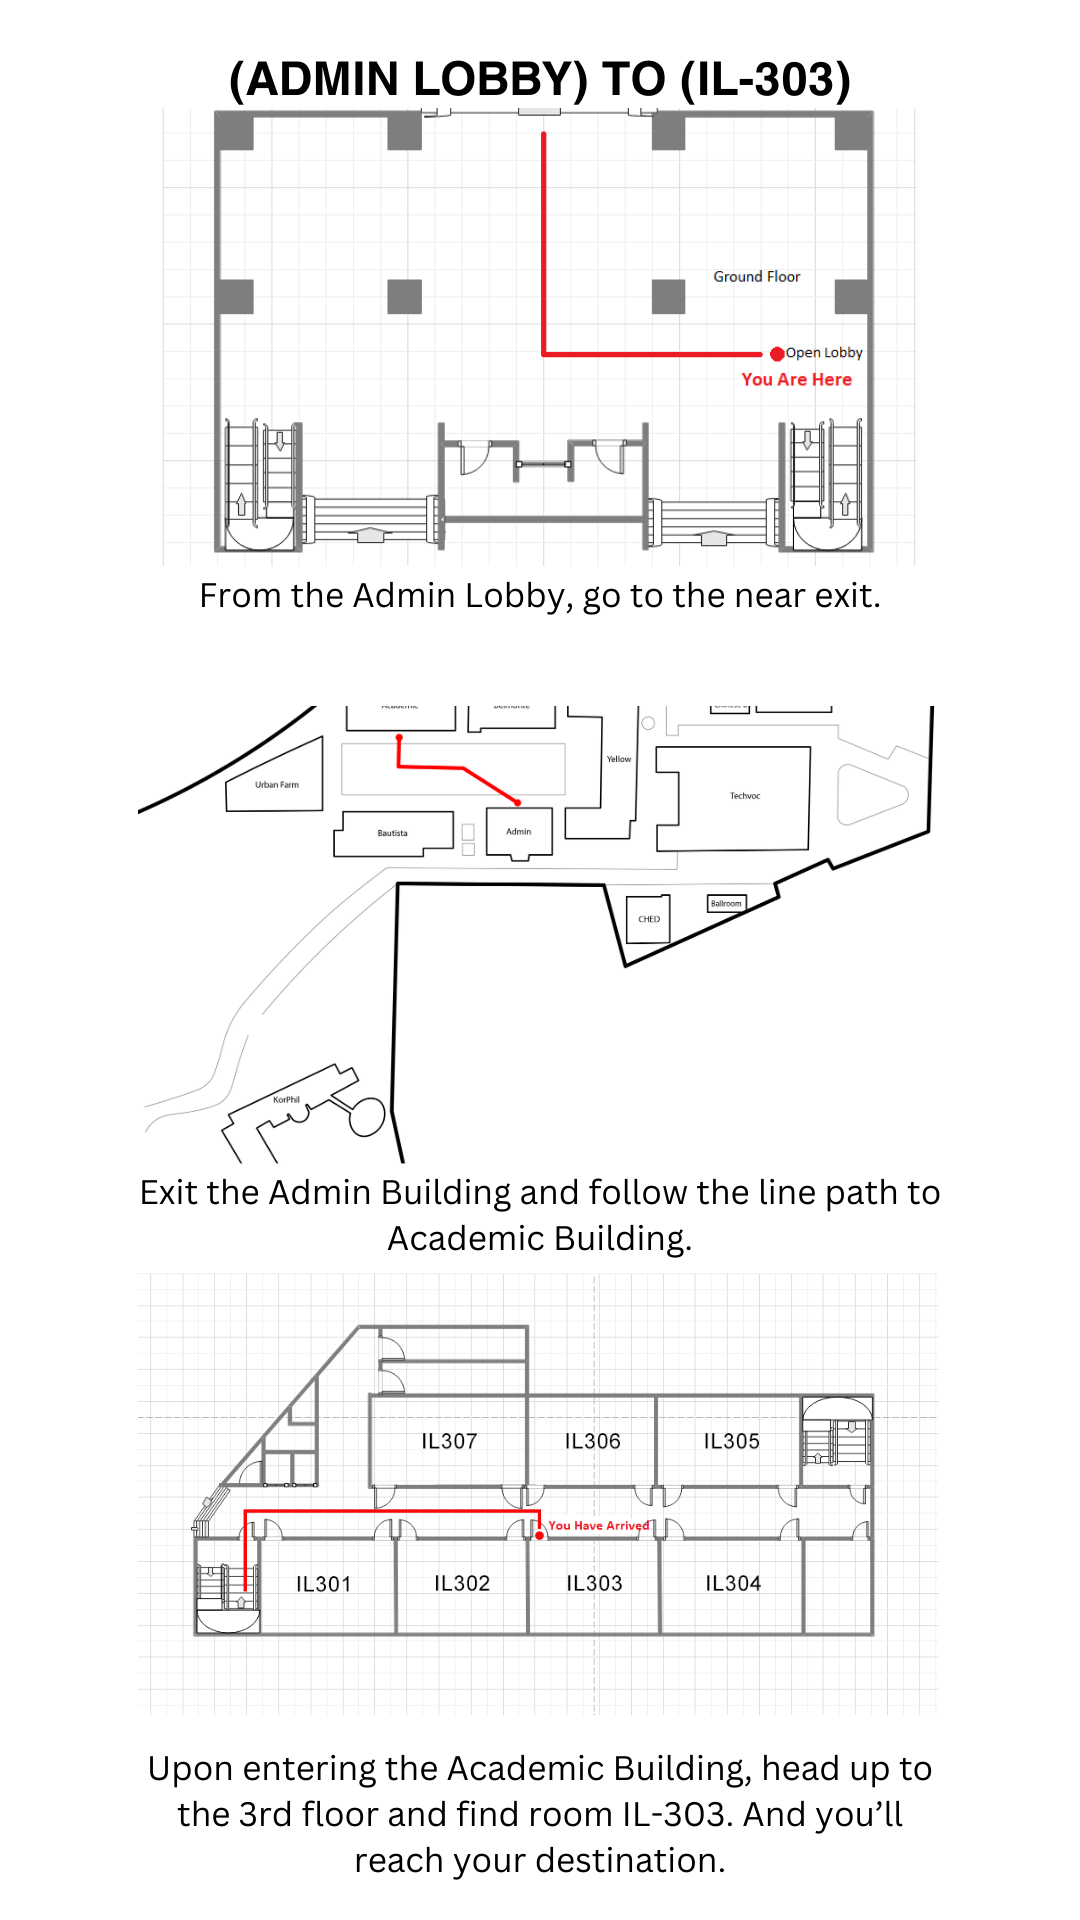 (ADMIN LOBBY) TO (IL-303)
Ground Floor
Open Lobby
You Are Here
From the Admin Lobby, go to the near exit.
Urban Farm
Yellow
Techvoc
Bautista
Admin
CHED
Ballroom
KorPhil
Exit the Admin Building and follow the line path to
Academic Building.
IL307
IL306
IL305
You Have Arrived
IL301
IL302
IL303
IL304
Upon entering the Academic Building, head up to
the 3rd floor and find room IL-303. And you’ll
reach your destination.